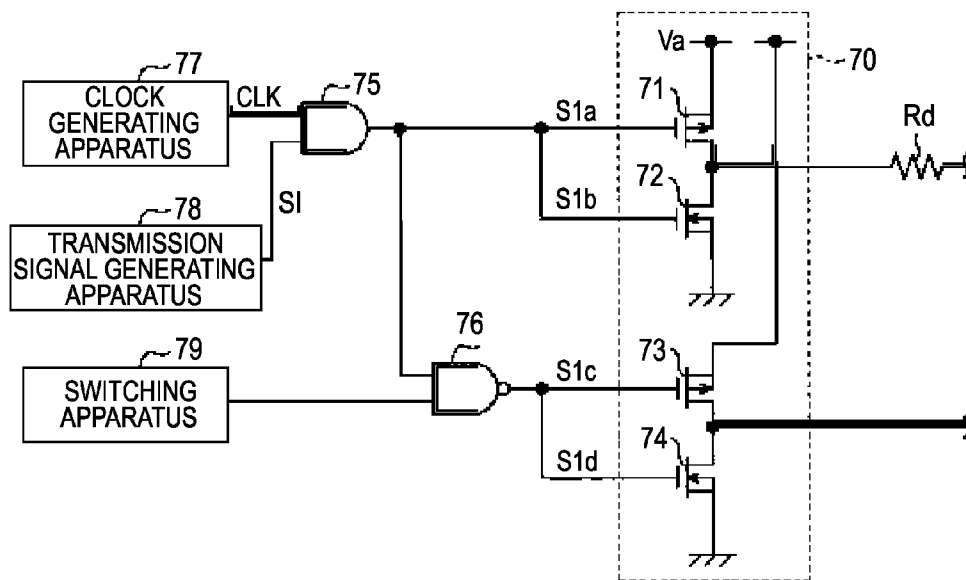 77
CLOCK
GENERATING
APPARATUS
CLK
75
SI
78
TRANSMISSION
SIGNAL GENERATING
APPARATUS
79
SWITCHING
APPARATUS
76
S1a
S1b
S1c
S1d
Va
70
71
72
73
74
Rd